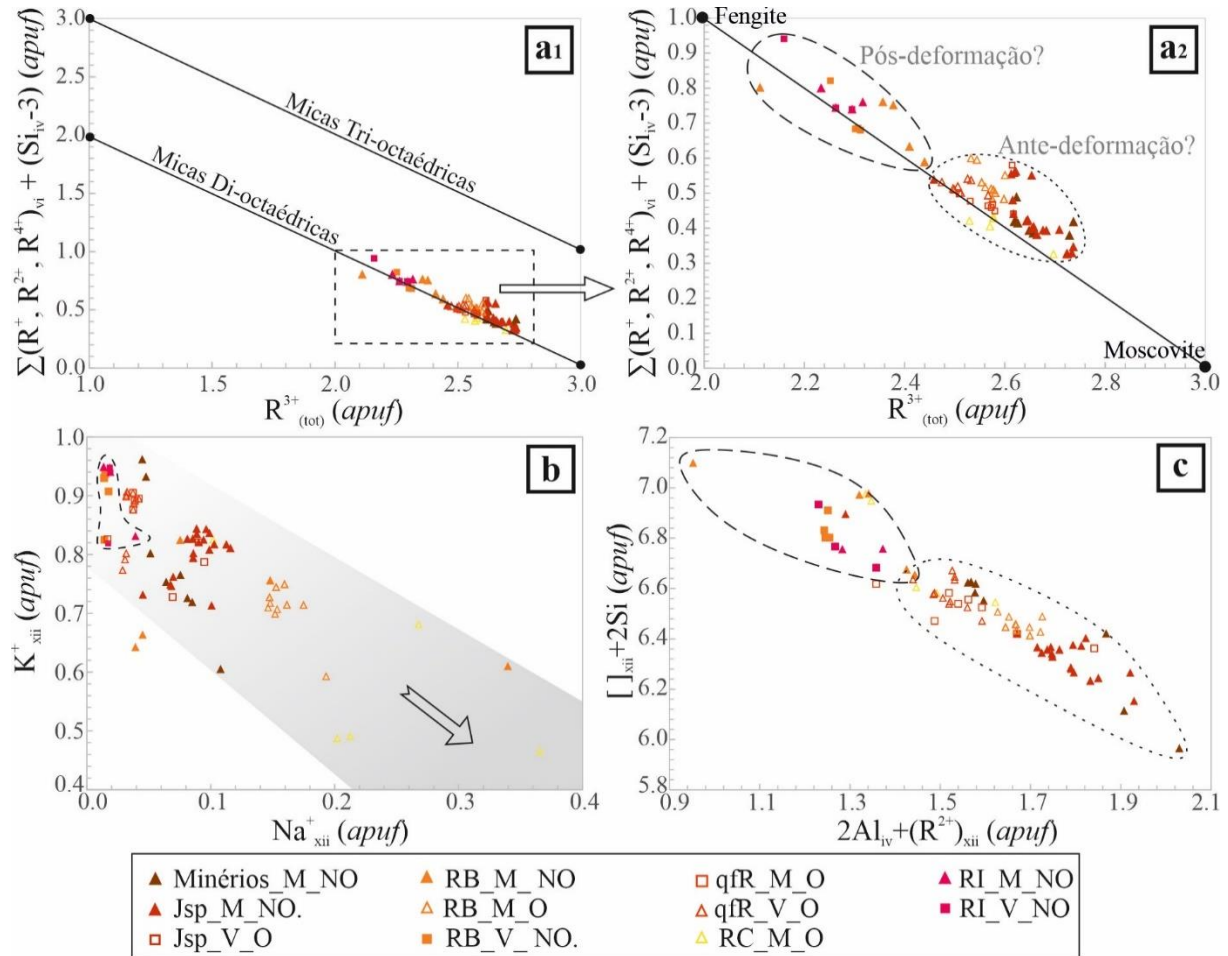 a1
∑(R⁺, R²⁺, R⁴⁺)vi + (Siiv-3) (apuf)
3.0
2.5
2.0
1.5
1.0
0.5
0.0
Micas Tri-octaédricas
Micas Di-octaédricas
1.0 1.5 2.0 2.5 3.0
R³⁺(tot) (apuf)
a2
∑(R⁺, R²⁺, R⁴⁺)vi + (Siiv-3) (apuf)
Fengite
1.0
0.9
0.8
0.7
0.6
0.5
0.4
0.3
0.2
0.1
0.0
Pós-deformação?
Ante-deformação?
Moscovite
2.0 2.2 2.4 2.6 2.8 3.0
R³⁺(tot) (apuf)
b
K⁺xii (apuf)
1.0
0.9
0.8
0.7
0.6
0.5
0.4
0.0 0.1 0.2 0.3 0.4
Na⁺xii (apuf)
c
[ ]xii+2Si (apuf)
7.2
7.0
6.8
6.6
6.4
6.2
6.0
5.8
0.9 1.1 1.3 1.5 1.7 1.9 2.1
2Aliv+(R²⁺)xii (apuf)
Minérios_M_NO
RB_M_ NO
qfR_M_O
RI_M_NO
Jsp_M_NO.
RB_M_O
qfR_V_O
RI_V_NO
Jsp_V_O
RB_V_ NO.
RC_M_O